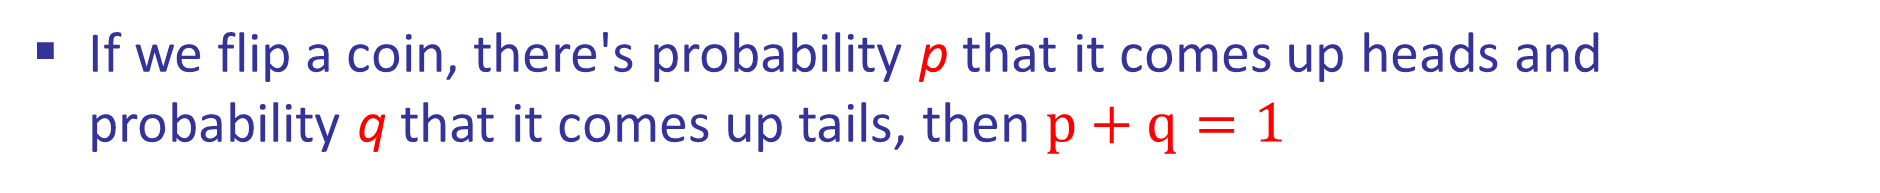 ▪ If we flip a coin, there's probability p that it comes up heads and
probability q that it comes up tails, then p + q = 1